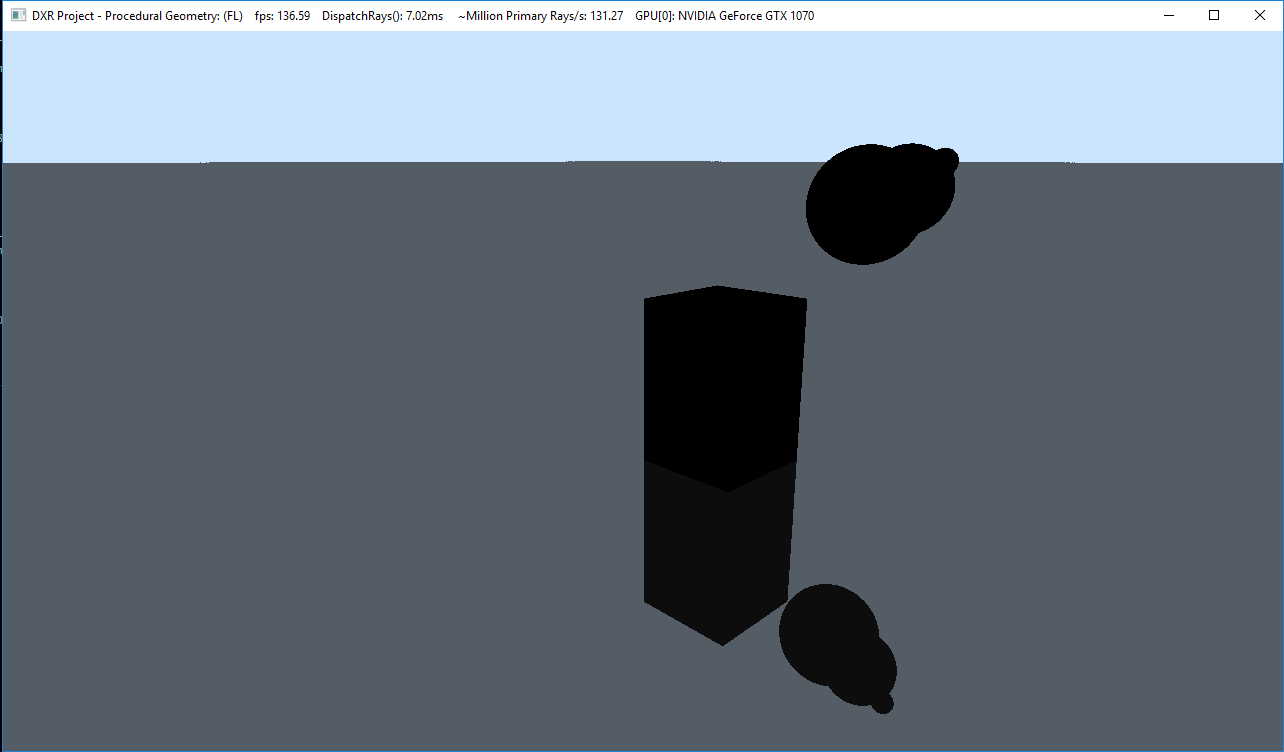 DXR Project - Procedural Geometry: (FL)    fps: 136.59    DispatchRays(): 7.02ms     ~Million Primary Rays/s: 131.27    GPU[0]: NVIDIA GeForce GTX 1070